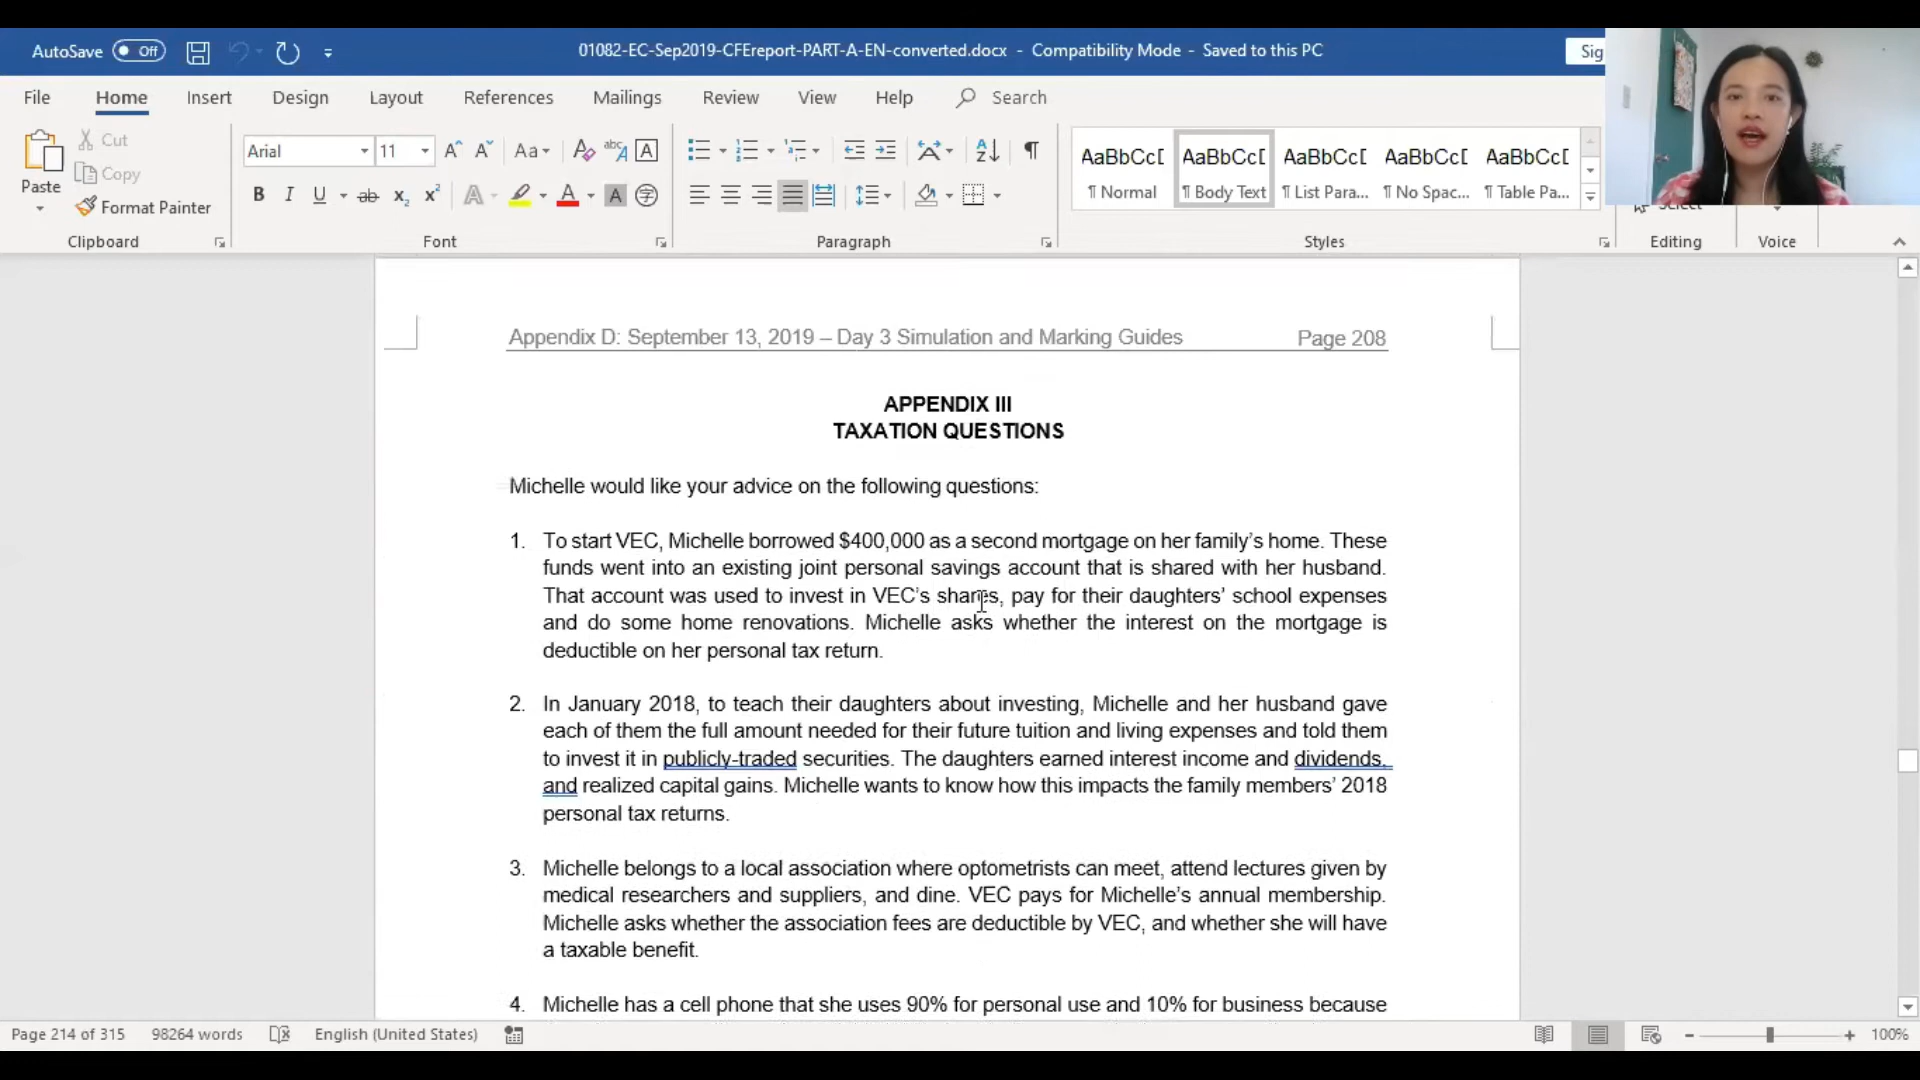 AutoSave Off 01082-EC-Sep2019-CFEreport-PART-A-EN-converted.docx - Compatibility Mode - Saved to this PC
File Home Insert Design Layout References Mailings Review View Help Search
Paste Cut Copy Format Painter
Arial 11
AaBbCcD Normal AaBbCcD Body Text AaBbCcD List Para... AaBbCcD No Spac... AaBbCcD Table Pa...
Clipboard Font Paragraph Styles Editing Voice
Appendix D: September 13, 2019 – Day 3 Simulation and Marking Guides Page 208
APPENDIX III
TAXATION QUESTIONS
Michelle would like your advice on the following questions:
1. To start VEC, Michelle borrowed $400,000 as a second mortgage on her family's home. These
funds went into an existing joint personal savings account that is shared with her husband.
That account was used to invest in VEC's shares, pay for their daughters' school expenses
and do some home renovations. Michelle asks whether the interest on the mortgage is
deductible on her personal tax return.
2. In January 2018, to teach their daughters about investing, Michelle and her husband gave
each of them the full amount needed for their future tuition and living expenses and told them
to invest it in publicly-traded securities. The daughters earned interest income and dividends,
and realized capital gains. Michelle wants to know how this impacts the family members' 2018
personal tax returns.
3. Michelle belongs to a local association where optometrists can meet, attend lectures given by
medical researchers and suppliers, and dine. VEC pays for Michelle's annual membership.
Michelle asks whether the association fees are deductible by VEC, and whether she will have
a taxable benefit.
4. Michelle has a cell phone that she uses 90% for personal use and 10% for business because
Page 214 of 315 98264 words English (United States) 100%